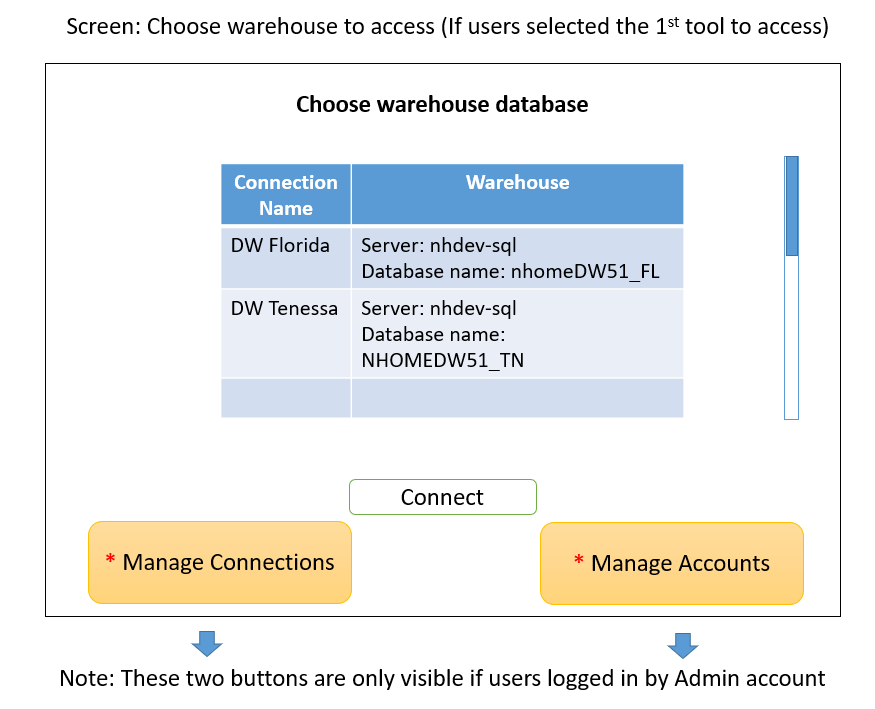 Screen: Choose warehouse to access (If users selected the 1st tool to access)
Choose warehouse database
Connection
Name
Warehouse
DW Florida
Server: nhdev-sql
Database name: nhomeDW51_FL
DW Tenessa
Server: nhdev-sql
Database name:
NHOMEDW51_TN
Connect
* Manage Connections
* Manage Accounts
Note: These two buttons are only visible if users logged in by Admin account